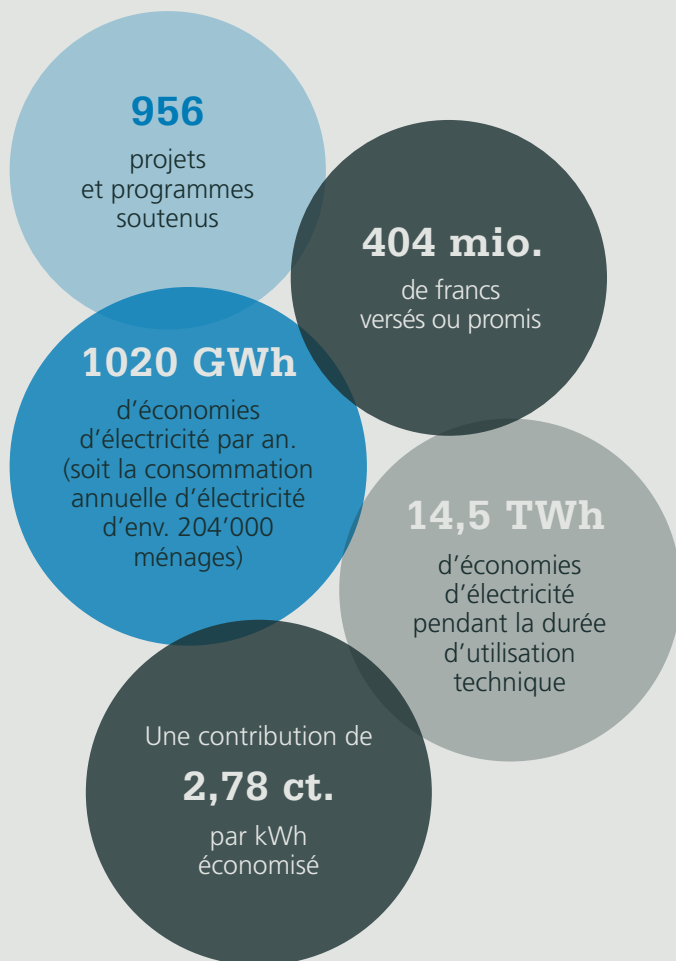 956
projets
et programmes
soutenus
404 mio.
de francs
versés ou promis
1020 GWh
d’économies
d’électricité par an.
(soit la consommation
annuelle d’électricité
d’env. 204’000
ménages)
14,5 TWh
d’économies
d’électricité
pendant la durée
d’utilisation
technique
Une contribution de
2,78 ct.
par kWh
économisé